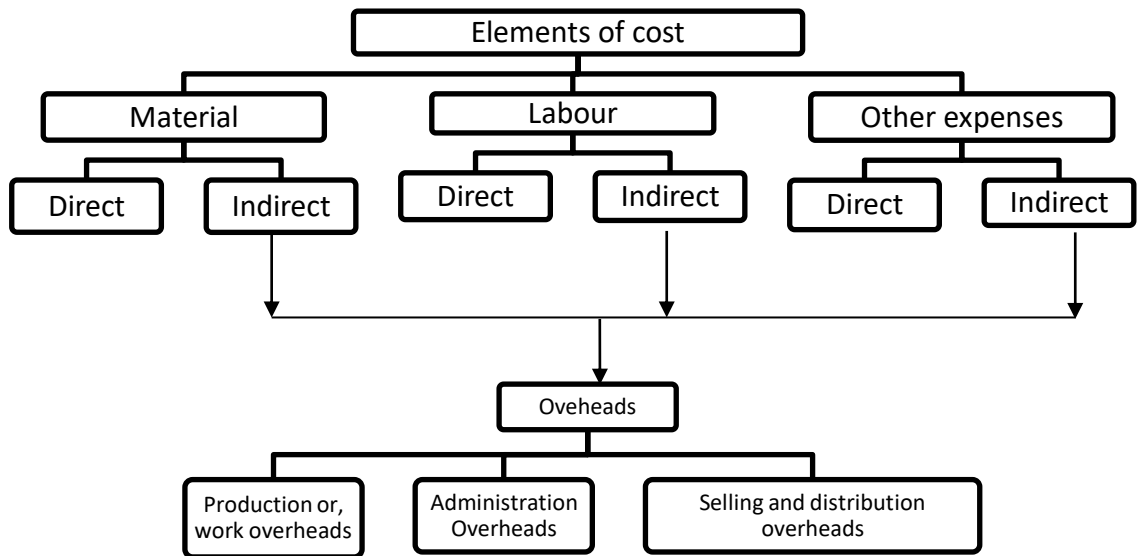 Elements of cost
Material
Labour
Other expenses
Direct
Indirect
Direct
Indirect
Direct
Indirect
Oveheads
Production or,
work overheads
Administration
Overheads
Selling and distribution
overheads